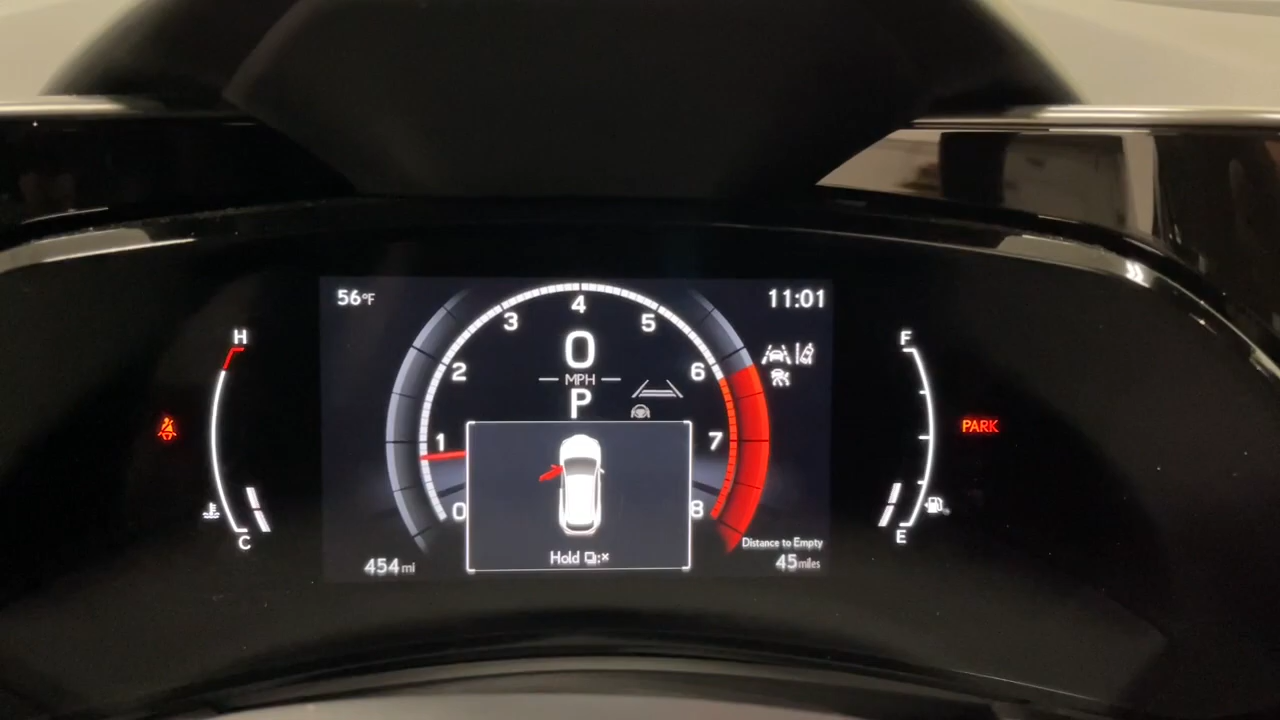 56°F
11:01
4
3
5
0
2
MPH
6
P
1
7
0
8
H
C
F
E
PARK
Hold :×
Distance to Empty
454 mi
45 miles